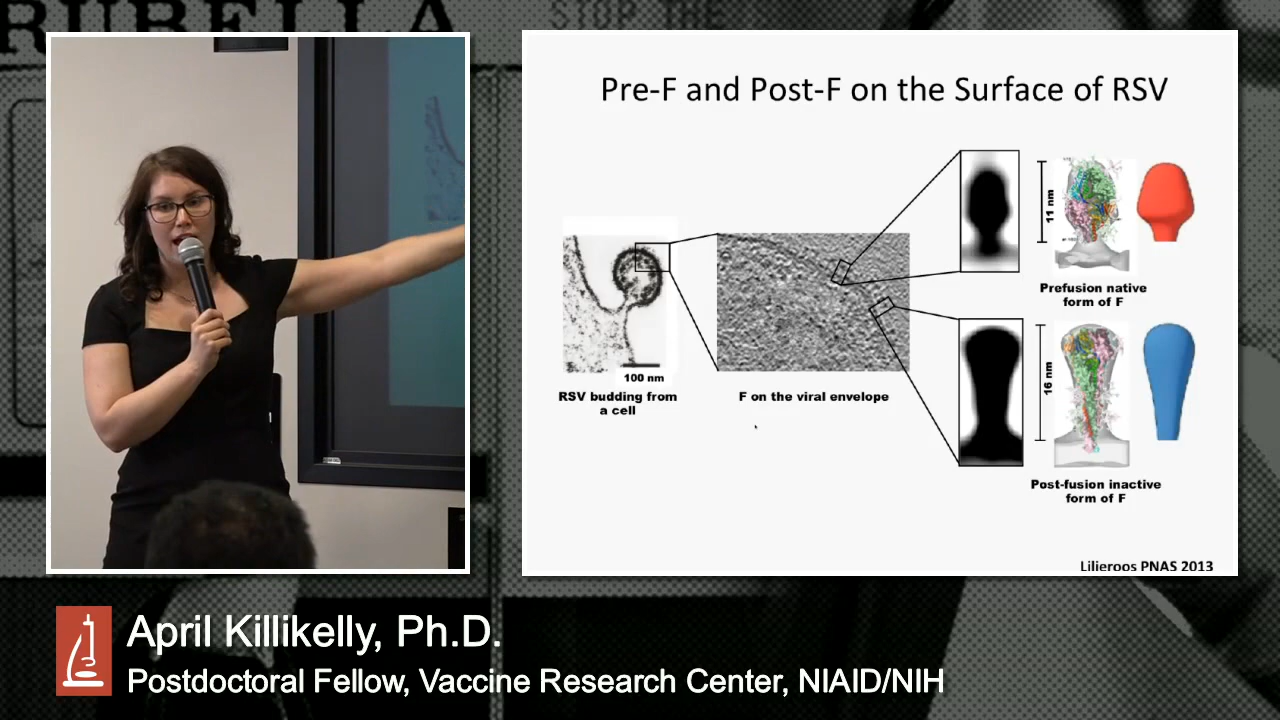 RUBELLA
STOP THE
Pre-F and Post-F on the Surface of RSV
11 nm
Prefusion native
form of F
100 nm
RSV budding from
a cell
F on the viral envelope
16 nm
Post-fusion inactive
form of F
Lilieroos PNAS 2013
April Killikelly, Ph.D.
Postdoctoral Fellow, Vaccine Research Center, NIAID/NIH